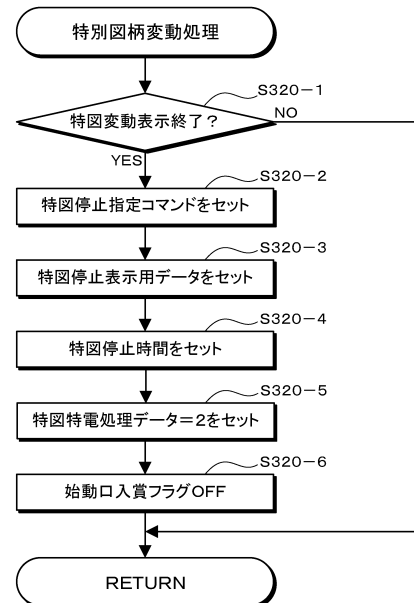 特別図柄変動処理
S320-1
特図変動表示終了?
NO
YES
S320-2
特図停止指定コマンドをセット
S320-3
特図停止表示用データをセット
S320-4
特図停止時間をセット
S320-5
特図特電処理データ=2をセット
S320-6
始動口入賞フラグOFF
RETURN